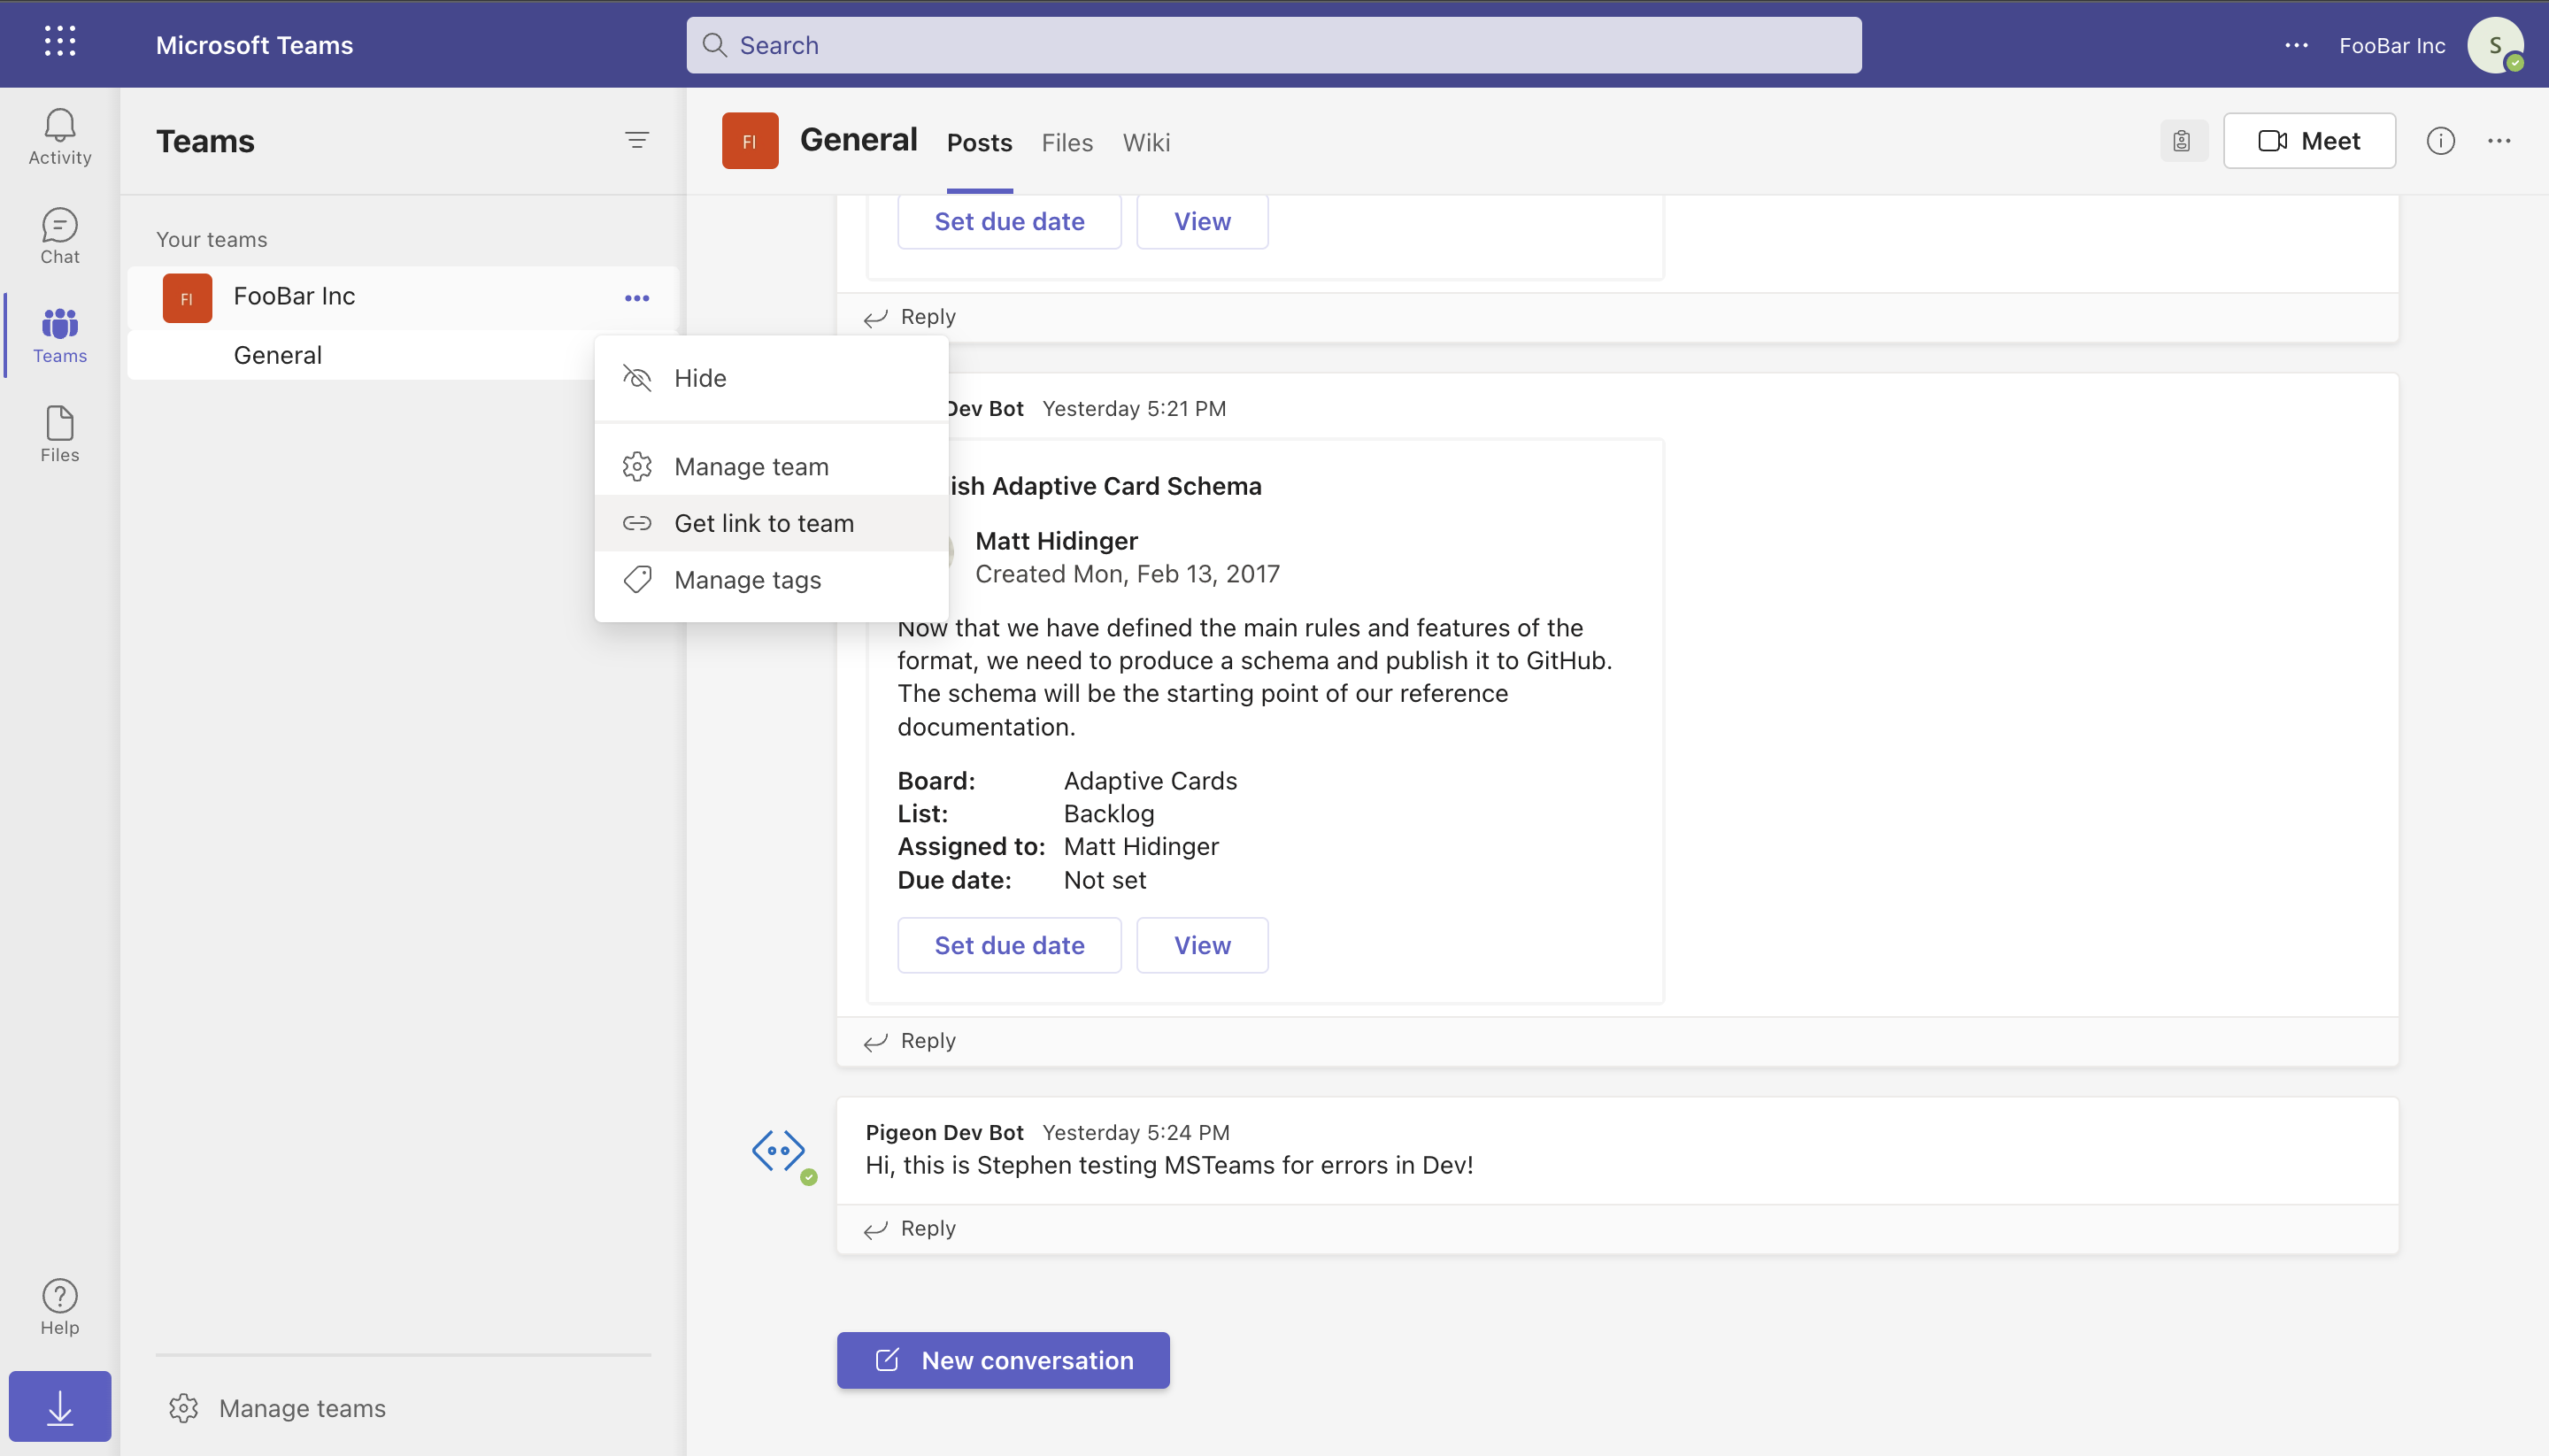 Microsoft Teams
Search
FooBar Inc
S
Activity
Chat
Teams
Files
Help
Teams
Your teams
FI
FooBar Inc
General
Hide
Manage team
Get link to team
Manage tags
Manage teams
FI
General
Posts
Files
Wiki
Meet
Set due date
View
Reply
Dev Bot Yesterday 5:21 PM
ish Adaptive Card Schema
Matt Hidinger
Created Mon, Feb 13, 2017
Now that we have defined the main rules and features of the
format, we need to produce a schema and publish it to GitHub.
The schema will be the starting point of our reference
documentation.
Board: Adaptive Cards
List: Backlog
Assigned to: Matt Hidinger
Due date: Not set
Set due date
View
Reply
Pigeon Dev Bot Yesterday 5:24 PM
Hi, this is Stephen testing MSTeams for errors in Dev!
Reply
New conversation